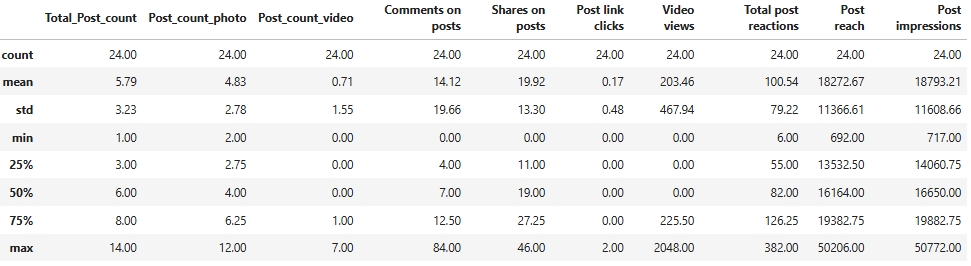 Total_Post_count Post_count_photo Post_count_video Comments on posts Shares on posts Post link clicks Video views Total post reactions Post reach Post impressions
count 24.00 24.00 24.00 24.00 24.00 24.00 24.00 24.00 24.00 24.00
mean 5.79 4.83 0.71 14.12 19.92 0.17 203.46 100.54 18272.67 18793.21
std 3.23 2.78 1.55 19.66 13.30 0.48 467.94 79.22 11366.61 11608.66
min 1.00 2.00 0.00 0.00 0.00 0.00 0.00 6.00 692.00 717.00
25% 3.00 2.75 0.00 4.00 11.00 0.00 0.00 55.00 13532.50 14060.75
50% 6.00 4.00 0.00 7.00 19.00 0.00 0.00 82.00 16164.00 16650.00
75% 8.00 6.25 1.00 12.50 27.25 0.00 225.50 126.25 19382.75 19882.75
max 14.00 12.00 7.00 84.00 46.00 2.00 2048.00 382.00 50206.00 50772.00